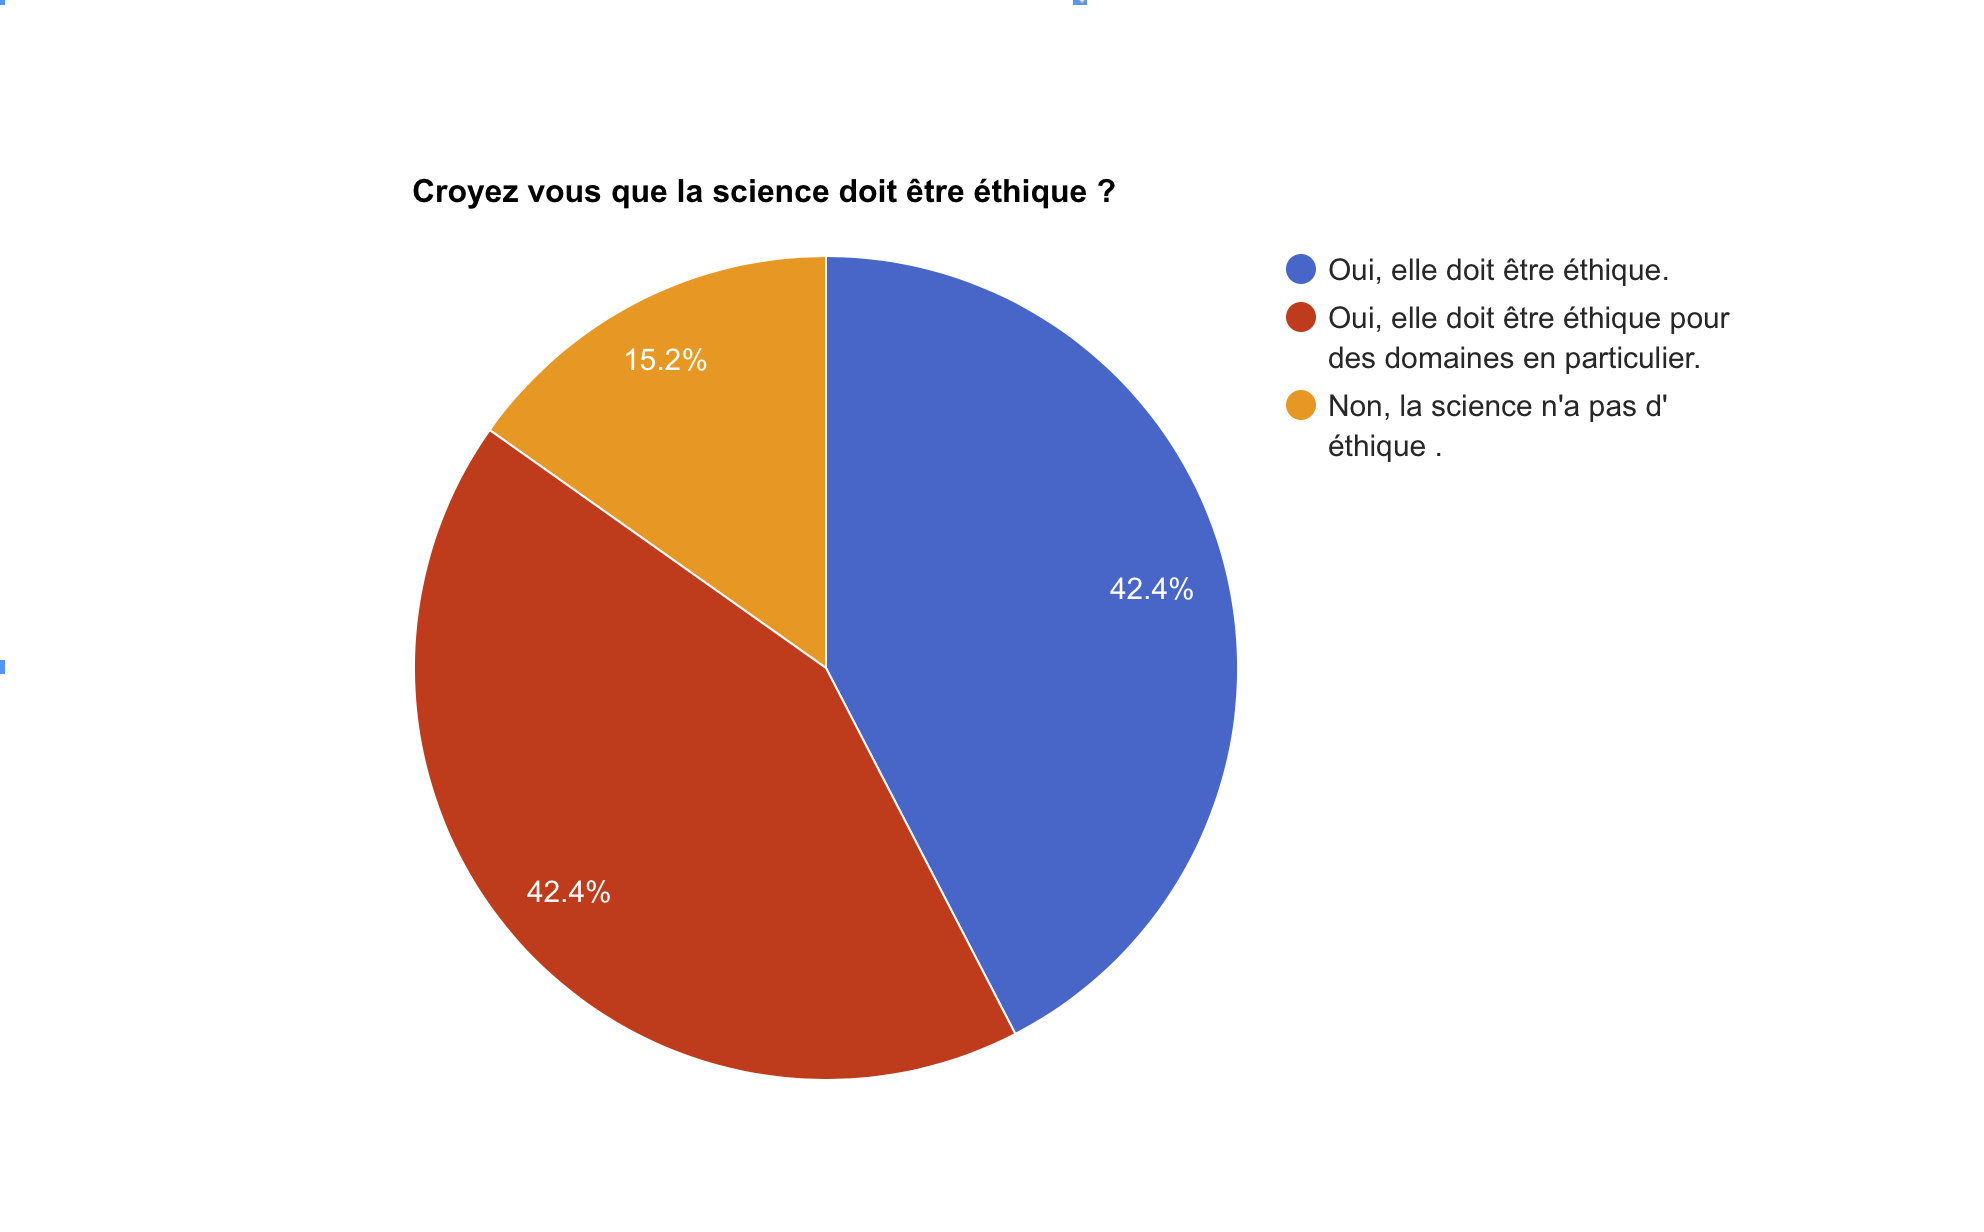 Croyez vous que la science doit être éthique ?
Oui, elle doit être éthique.
Oui, elle doit être éthique pour
des domaines en particulier.
Non, la science n'a pas d'
éthique .
15.2%
42.4%
42.4%